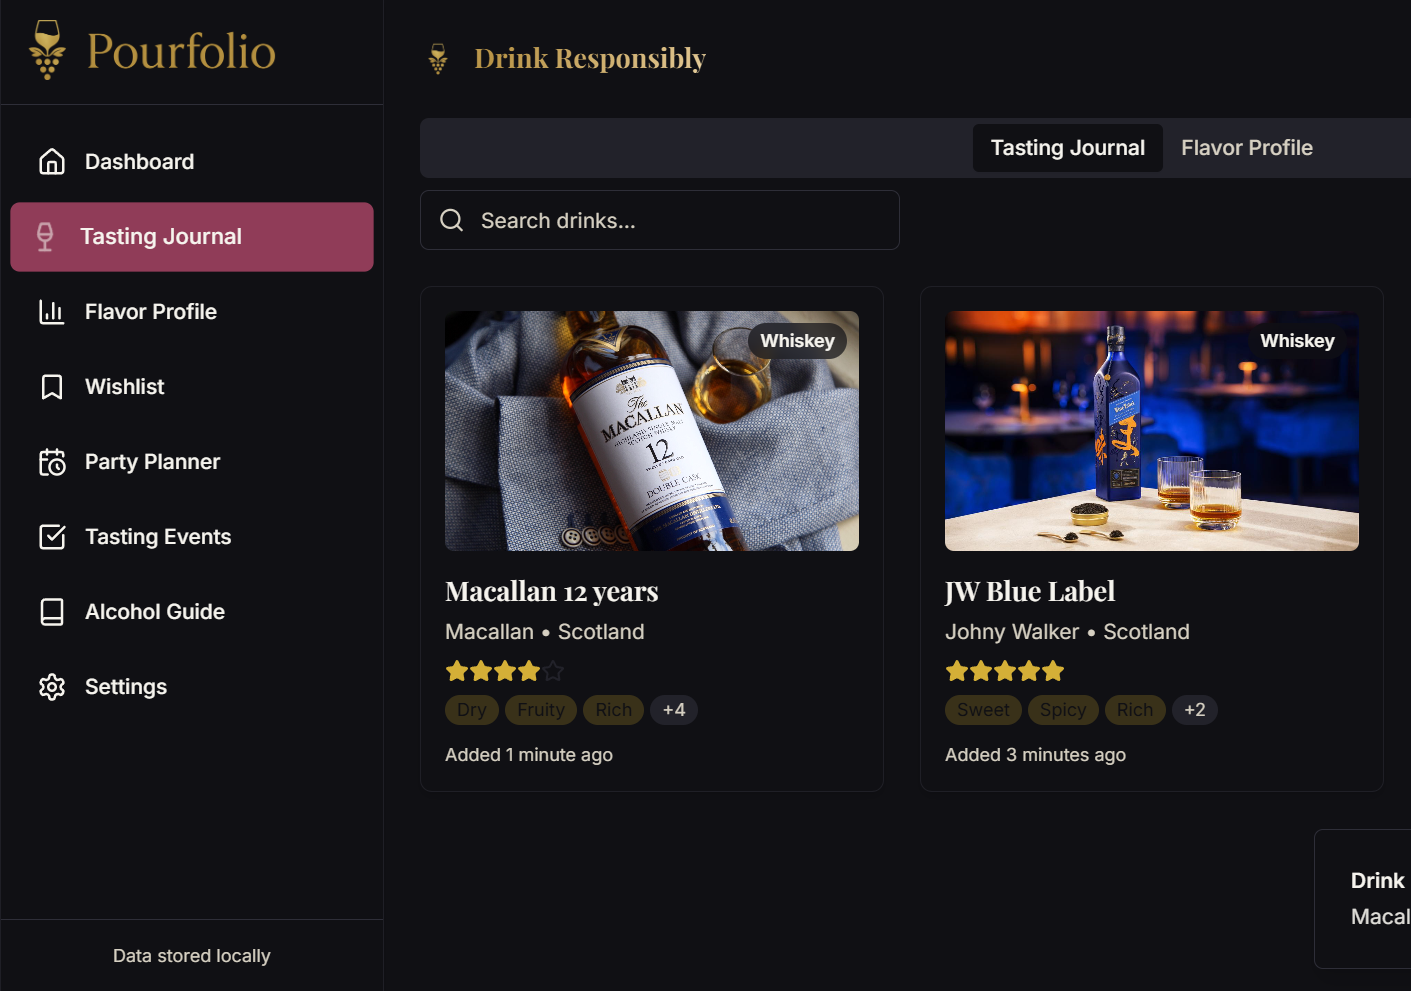 Pourfolio
Drink Responsibly
Dashboard
Tasting Journal
Flavor Profile
Wishlist
Party Planner
Tasting Events
Alcohol Guide
Settings
Data stored locally
Tasting Journal Flavor Profile
Search drinks...
Whiskey
The
MACALLAN
HIGHLAND SINGLE MALT
SCOTCH WHISKY
12
YEARS OLD
DOUBLE CASK
Macallan 12 years
Macallan • Scotland
Dry Fruity Rich +4
Added 1 minute ago
Whiskey
Blue Label
JW Blue Label
Johny Walker • Scotland
Sweet Spicy Rich +2
Added 3 minutes ago
Drink
Macal